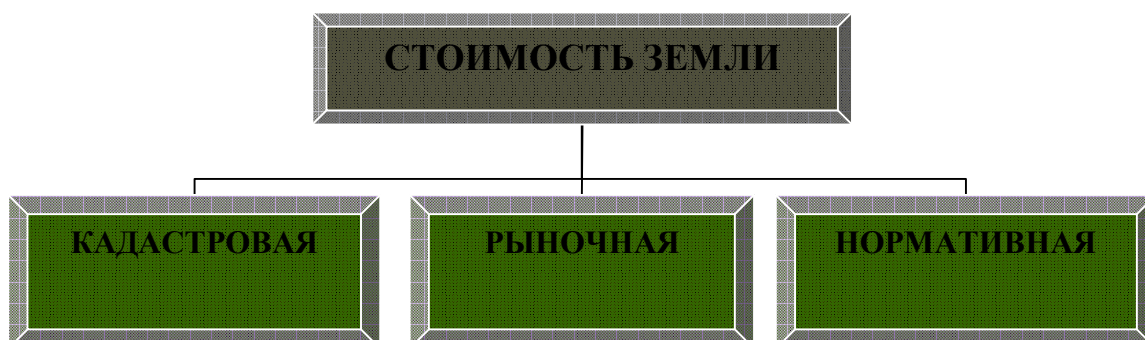 СТОИМОСТЬ ЗЕМЛИ
КАДАСТРОВАЯ
РЫНОЧНАЯ
НОРМАТИВНАЯ